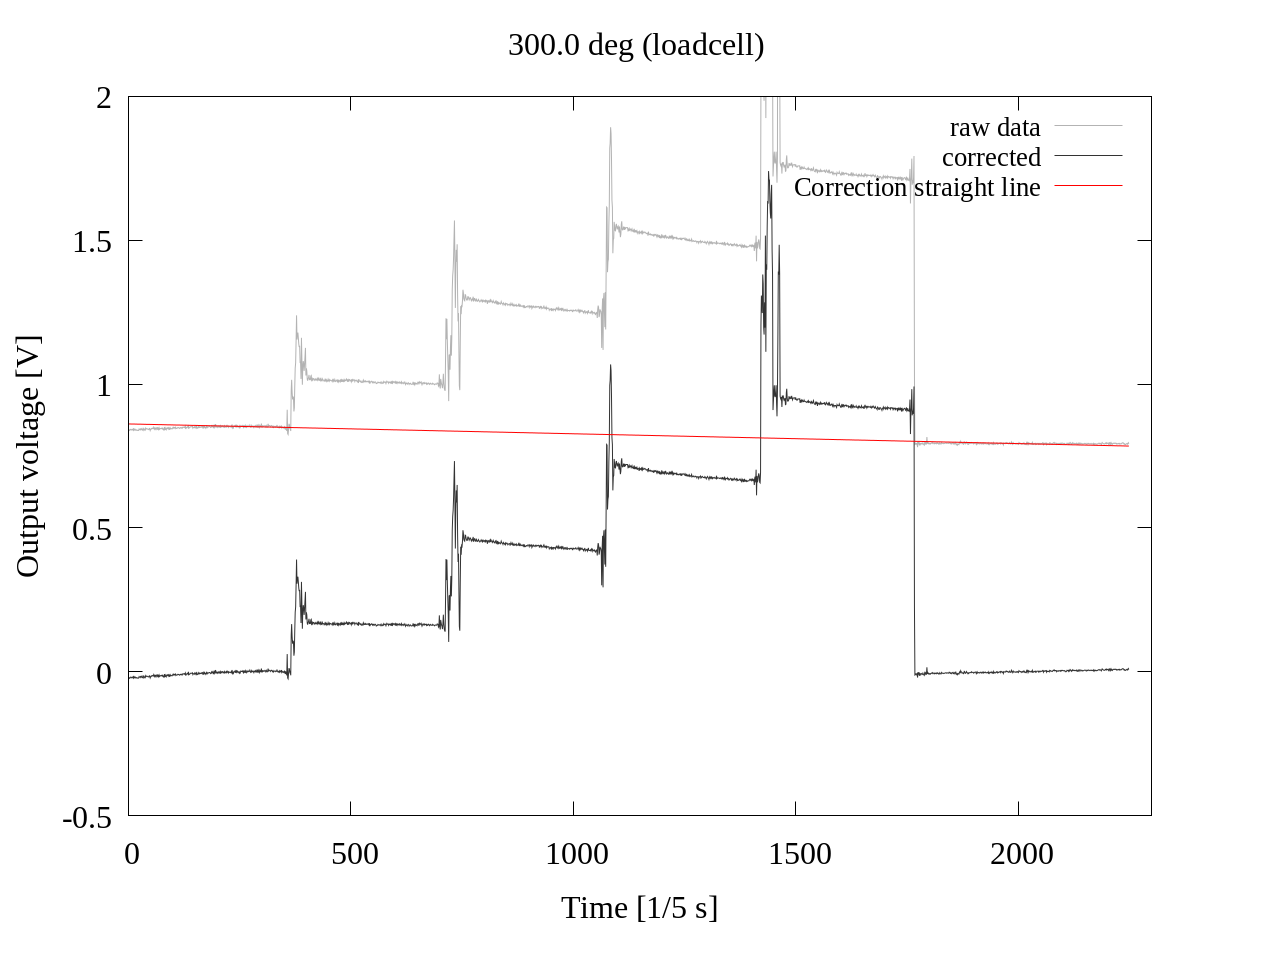 300.0 deg (loadcell)
raw data
corrected
Correction straight line
2
1.5
1
0.5
0
-0.5
Output voltage [V]
0 500 1000 1500 2000
Time [1/5 s]